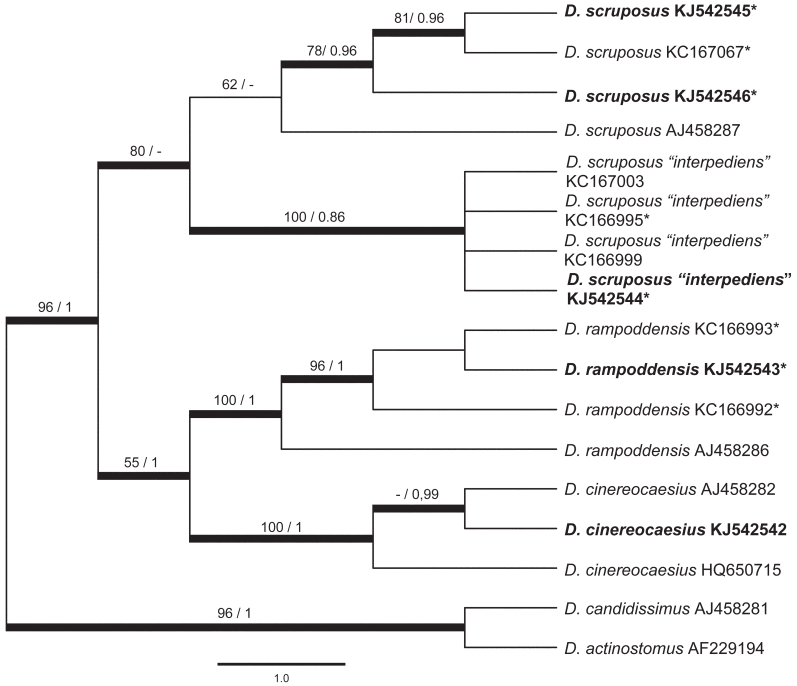 81/ 0.96
D. scruposus KJ542545*
78/ 0.96
D. scruposus KC167067*
62 / -
D. scruposus KJ542546*
D. scruposus AJ458287
80 / -
D. scruposus “interpediens”
KC167003
D. scruposus “interpediens”
KC166995*
100 / 0.86
D. scruposus “interpediens”
KC166999
D. scruposus “interpediens”
KJ542544*
96 / 1
D. rampoddensis KC166993*
96 / 1
D. rampoddensis KJ542543*
100 / 1
D. rampoddensis KC166992*
D. rampoddensis AJ458286
55 / 1
D. cinereocaesius AJ458282
- / 0,99
D. cinereocaesius KJ542542
100 / 1
D. cinereocaesius HQ650715
D. candidissimus AJ458281
96 / 1
D. actinostomus AF229194
1.0